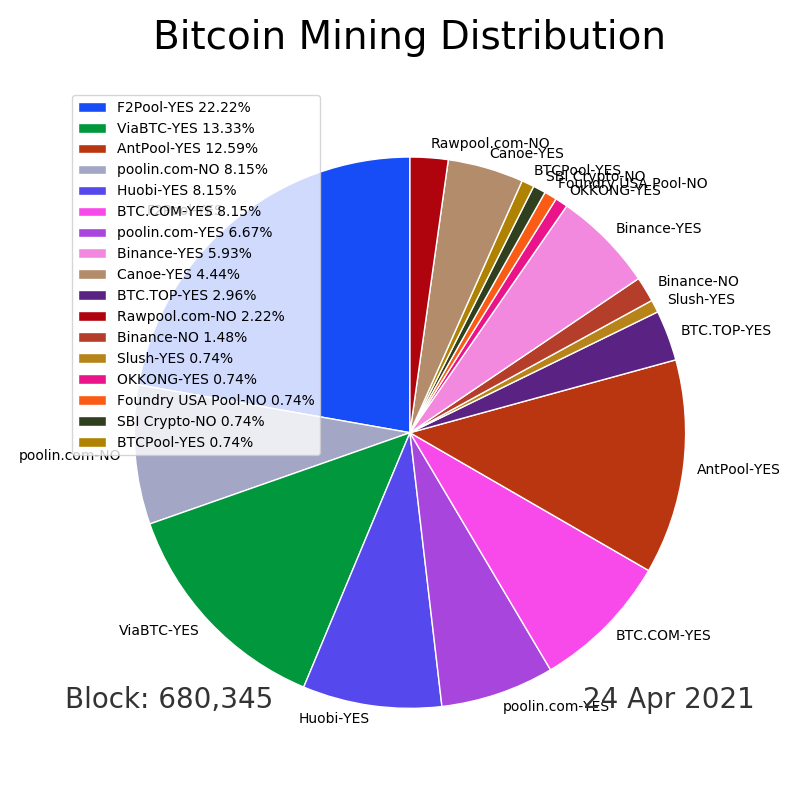 Bitcoin Mining Distribution
F2Pool-YES 22.22%
ViaBTC-YES 13.33%
AntPool-YES 12.59%
poolin.com-NO 8.15%
Huobi-YES 8.15%
BTC.COM-YES 8.15%
poolin.com-YES 6.67%
Binance-YES 5.93%
Canoe-YES 4.44%
BTC.TOP-YES 2.96%
Rawpool.com-NO 2.22%
Binance-NO 1.48%
Slush-YES 0.74%
OKKONG-YES 0.74%
Foundry USA Pool-NO 0.74%
SBI Crypto-NO 0.74%
BTCPool-YES 0.74%
Rawpool.com-NO
Canoe-YES
BTCPool-YES
SBI Crypto-NO
Foundry USA Pool-NO
OKKONG-YES
Binance-YES
Binance-NO
Slush-YES
BTC.TOP-YES
AntPool-YES
BTC.COM-YES
poolin.com-YES
Huobi-YES
ViaBTC-YES
poolin.com-NO
Block: 680,345
24 Apr 2021